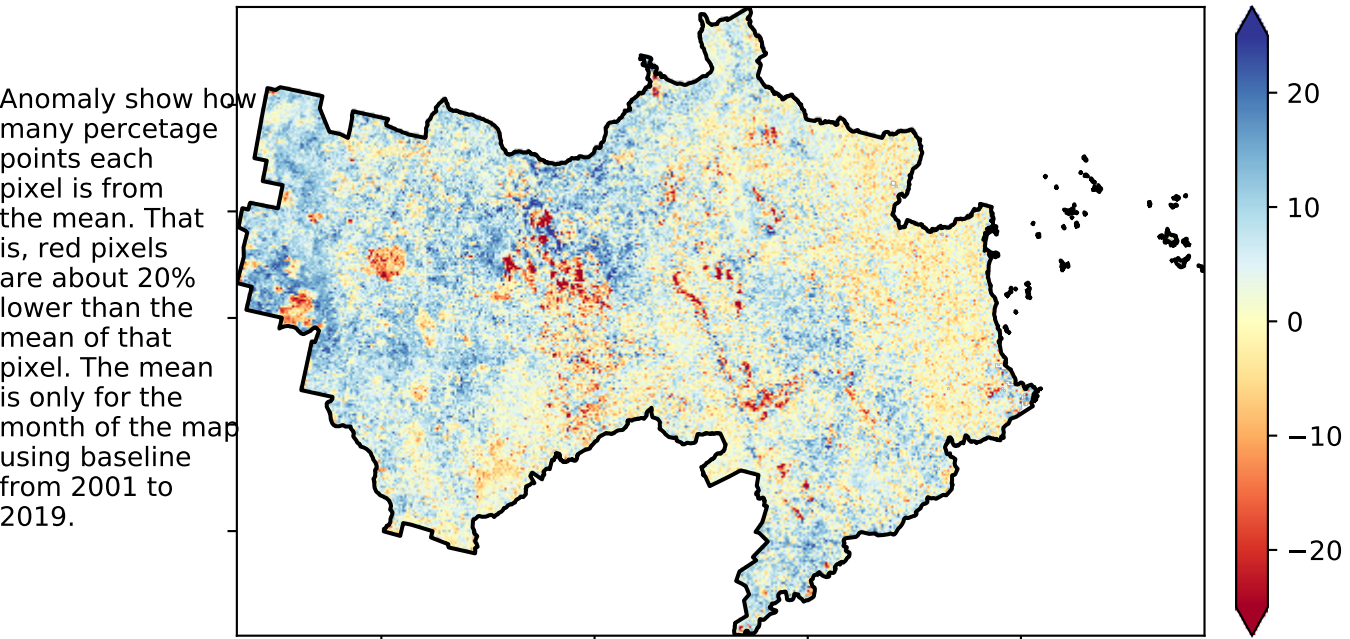 Anomaly show how
many percetage
points each
pixel is from
the mean. That
is, red pixels
are about 20%
lower than the
mean of that
pixel. The mean
is only for the
month of the map
using baseline
from 2001 to
2019.
20
10
0
−10
−20